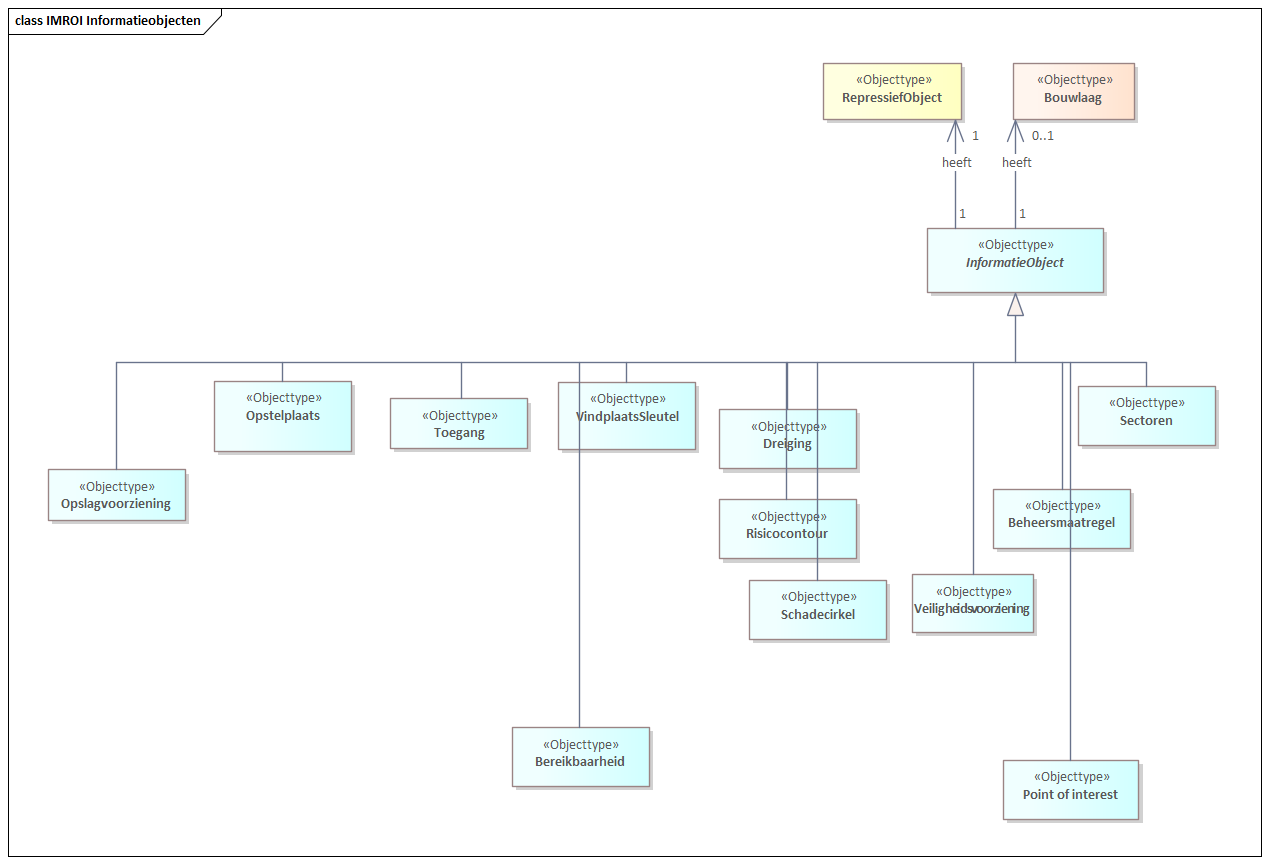 class IMROI Informatieobjecten
«Objecttype»
RepressiefObject
«Objecttype»
Bouwlaag
1
0..1
heeft
heeft
1
1
«Objecttype»
InformatieObject
«Objecttype»
Opstelplaats
«Objecttype»
Toegang
«Objecttype»
VindplaatsSleutel
«Objecttype»
Dreiging
«Objecttype»
Sectoren
«Objecttype»
Opslagvoorziening
«Objecttype»
Risicocontour
«Objecttype»
Beheersmaatregel
«Objecttype»
Schadecirkel
«Objecttype»
Veiligheidsvoorziening
«Objecttype»
Bereikbaarheid
«Objecttype»
Point of interest